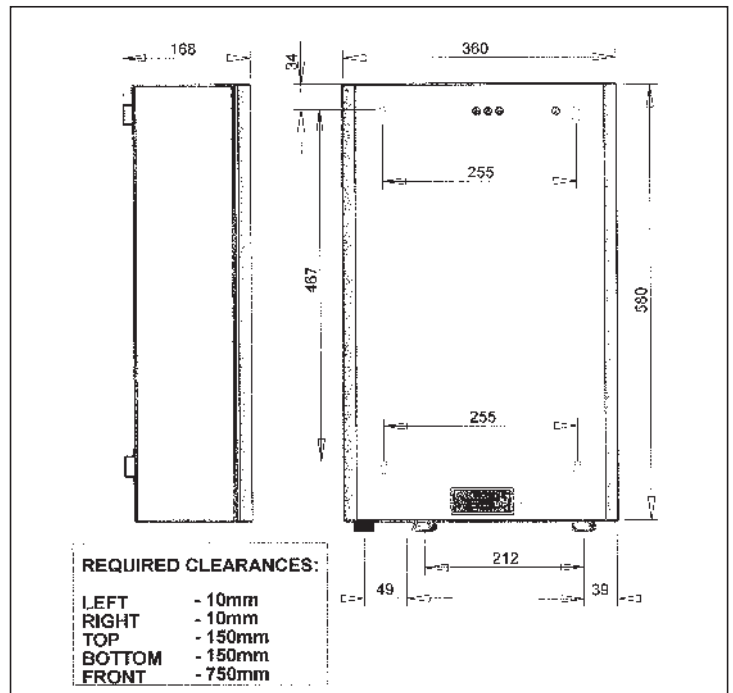 168
34
360
255
467
580
255
212
49
39
REQUIRED CLEARANCES:
LEFT - 10mm
RIGHT - 10mm
TOP - 150mm
BOTTOM - 150mm
FRONT - 750mm